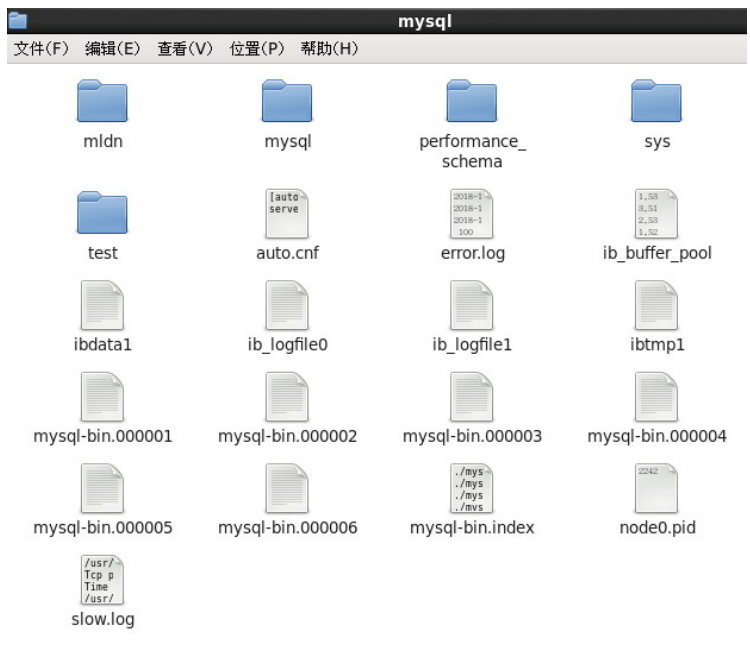 mysql
文件(F) 编辑(E) 查看(V) 位置(P) 帮助(H)
mldn
mysql
performance_
schema
sys
[auto
serve
2018-1
2018-1
2018-1
100
1,53
3,51
2,53
1,52
test
auto.cnf
error.log
ib_buffer_pool
ibdata1
ib_logfile0
ib_logfile1
ibtmp1
mysql-bin.000001
mysql-bin.000002
mysql-bin.000003
mysql-bin.000004
./mys
./mys
./mys
./mys
2242
mysql-bin.000005
mysql-bin.000006
mysql-bin.index
node0.pid
/usr/
Tcp p
Time
/usr/
slow.log